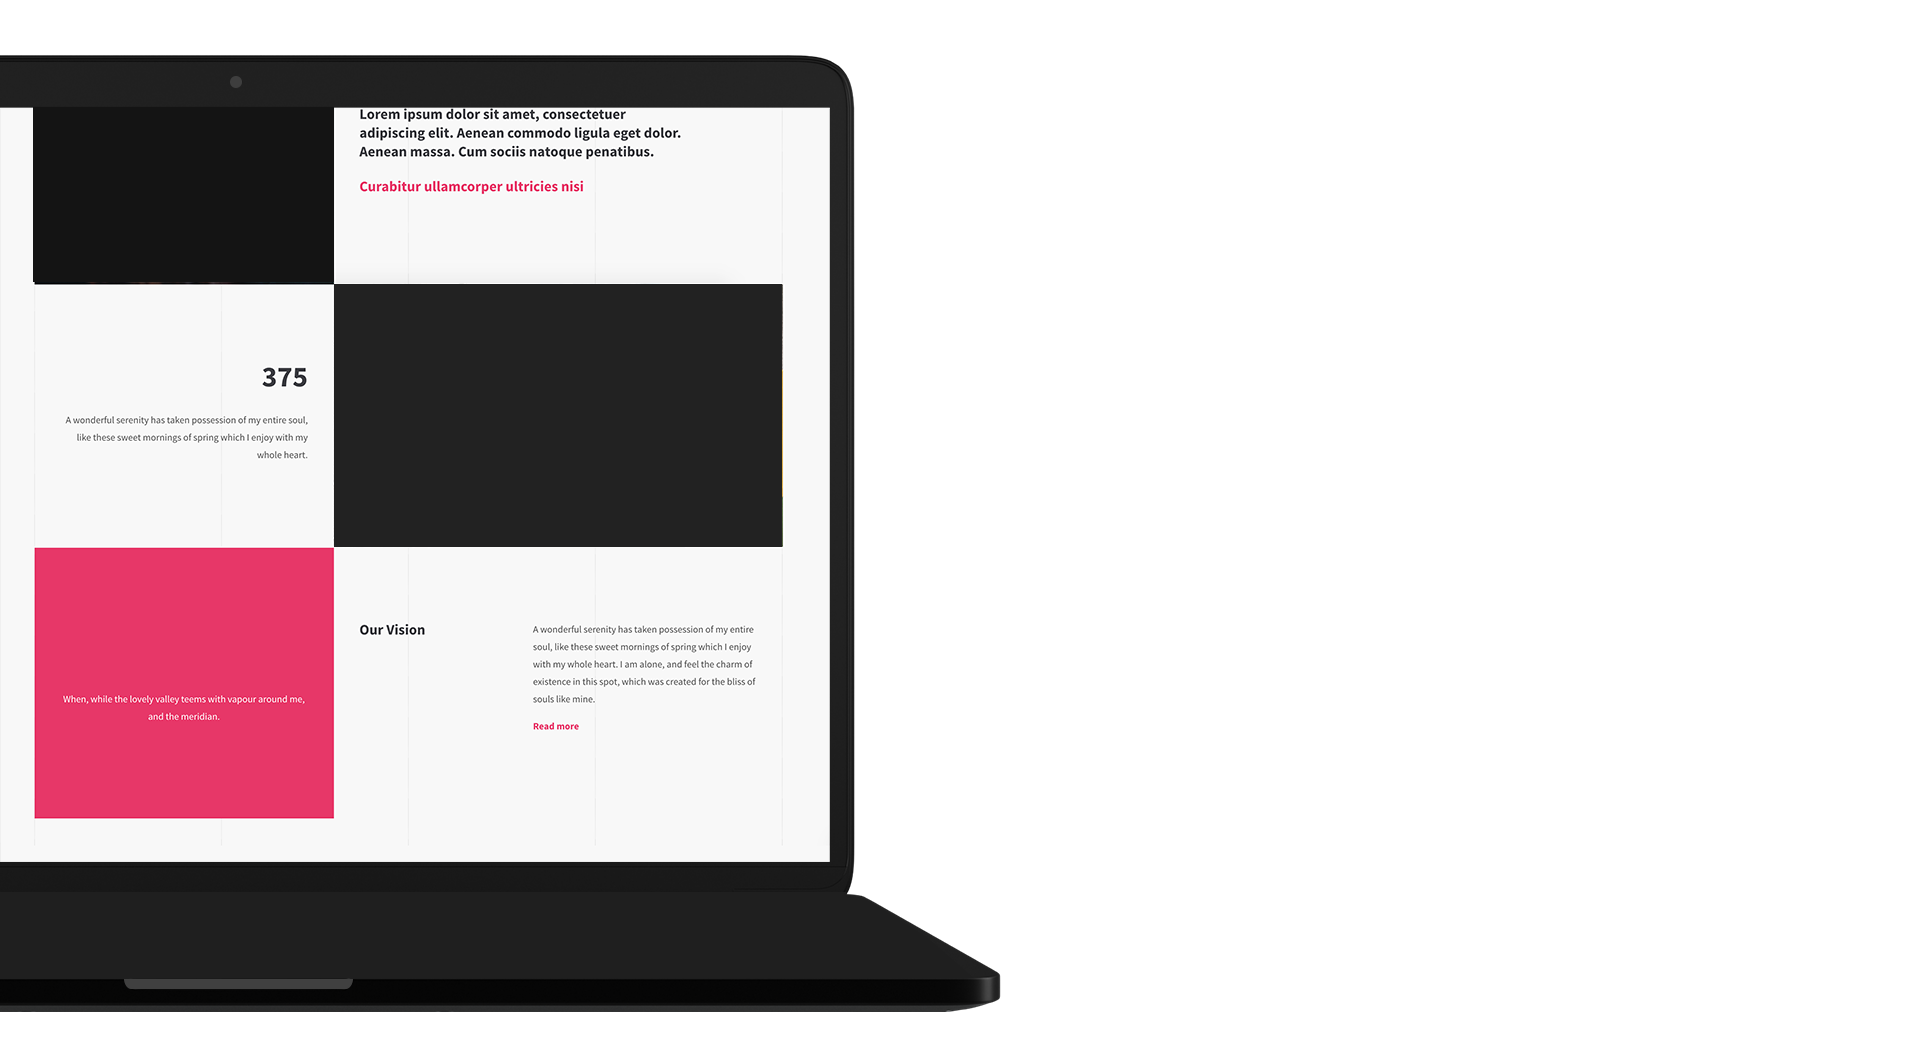 Lorem ipsum dolor sit amet, consectetuer
adipiscing elit. Aenean commodo ligula eget dolor.
Aenean massa. Cum sociis natoque penatibus.
Curabitur ullamcorper ultricies nisi
375
A wonderful serenity has taken possession of my entire soul,
like these sweet mornings of spring which I enjoy with my
whole heart.
When, while the lovely valley teems with vapour around me,
and the meridian.
Our Vision
A wonderful serenity has taken possession of my entire
soul, like these sweet mornings of spring which I enjoy
with my whole heart. I am alone, and feel the charm of
existence in this spot, which was created for the bliss of
souls like mine.
Read more